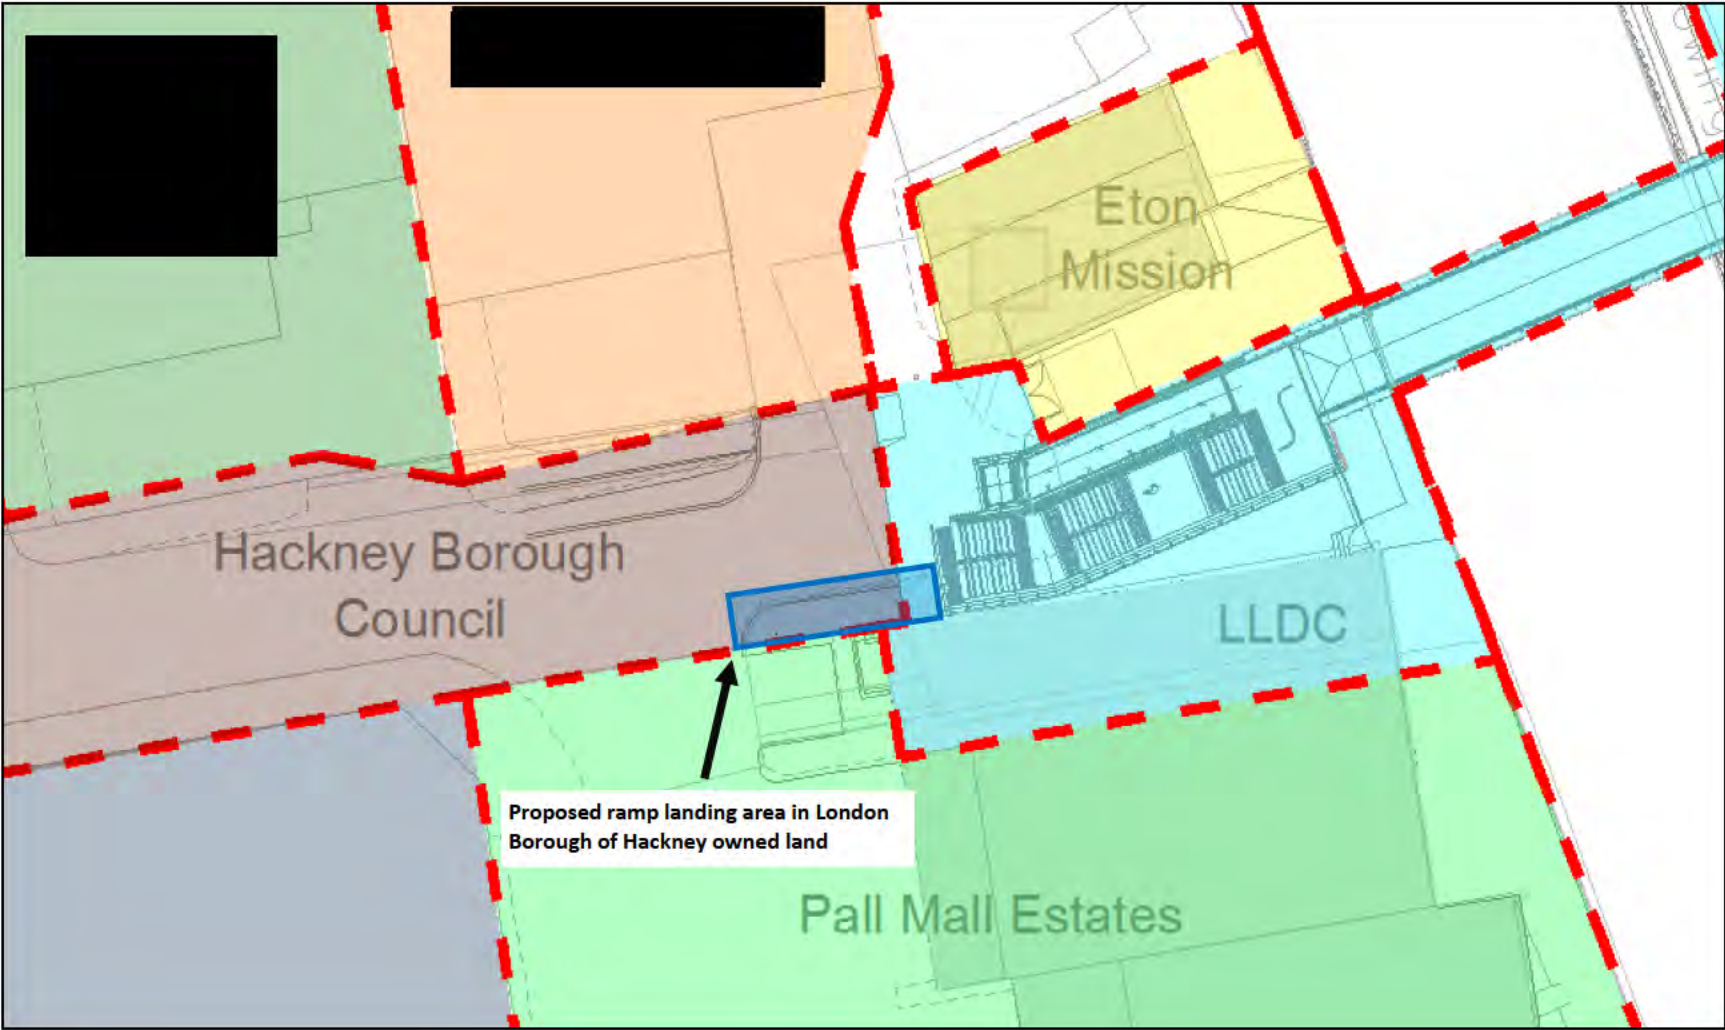 Eton
Mission
Hackney Borough
Council
LLDC
Proposed ramp landing area in London
Borough of Hackney owned land
Pall Mall Estates